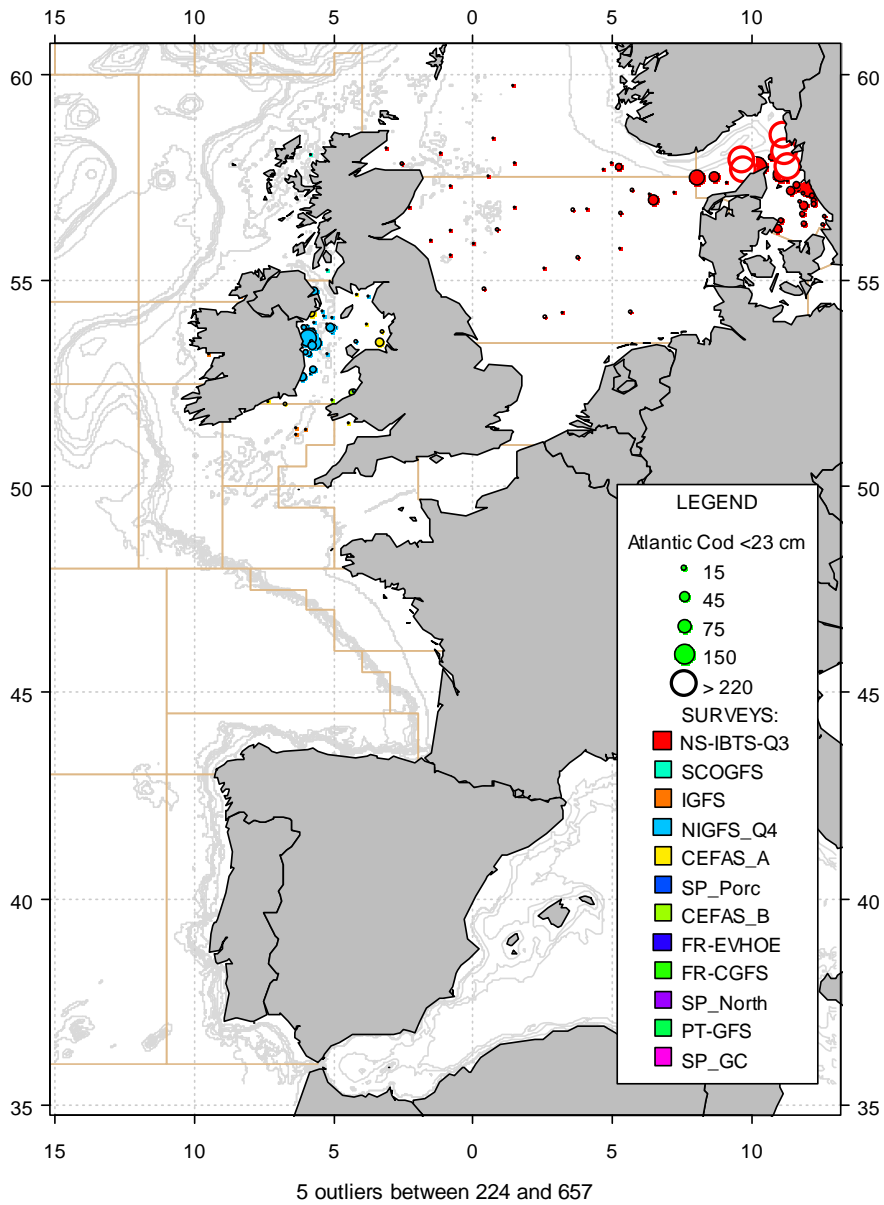 15 10 5 0 5 10
60 60
55 55
50 50
LEGEND
Atlantic Cod <23 cm
15
45
75
150
> 220
SURVEYS:
NS-IBTS-Q3
SCOGFS
IGFS
NIGFS_Q4
CEFAS_A
SP_Porc
CEFAS_B
FR-EVHOE
FR-CGFS
SP_North
PT-GFS
SP_GC
45 45
40 40
35 35
15 10 5 0 5 10
5 outliers between 224 and 657